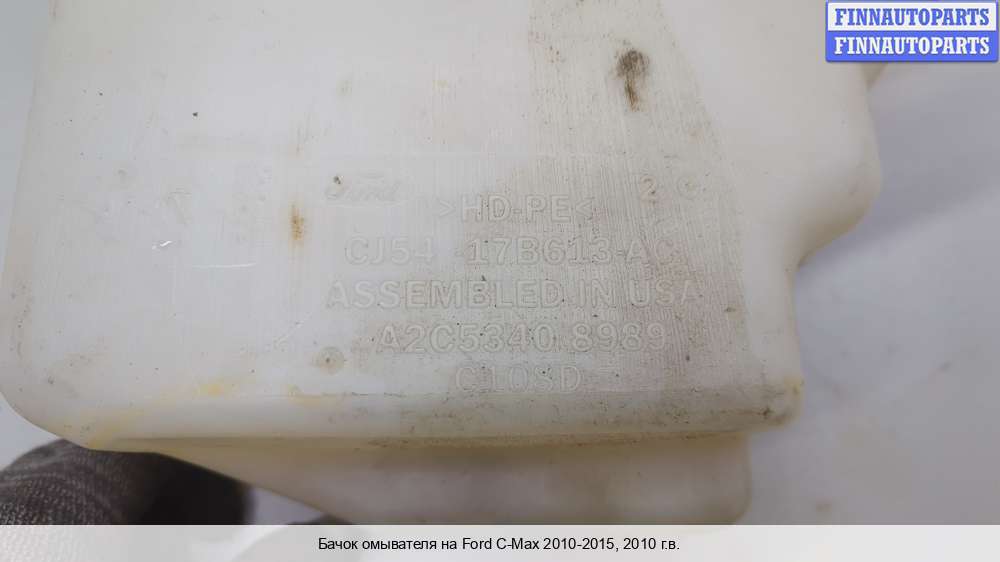 FINNAUTOPARTS
FINNAUTOPARTS
Ford
>HD-PE<
CJ54 -17B613-AC
ASSEMBLED IN USA
A2C5340 8989
C10SD
Бачок омывателя на Ford C-Max 2010-2015, 2010 г.в.